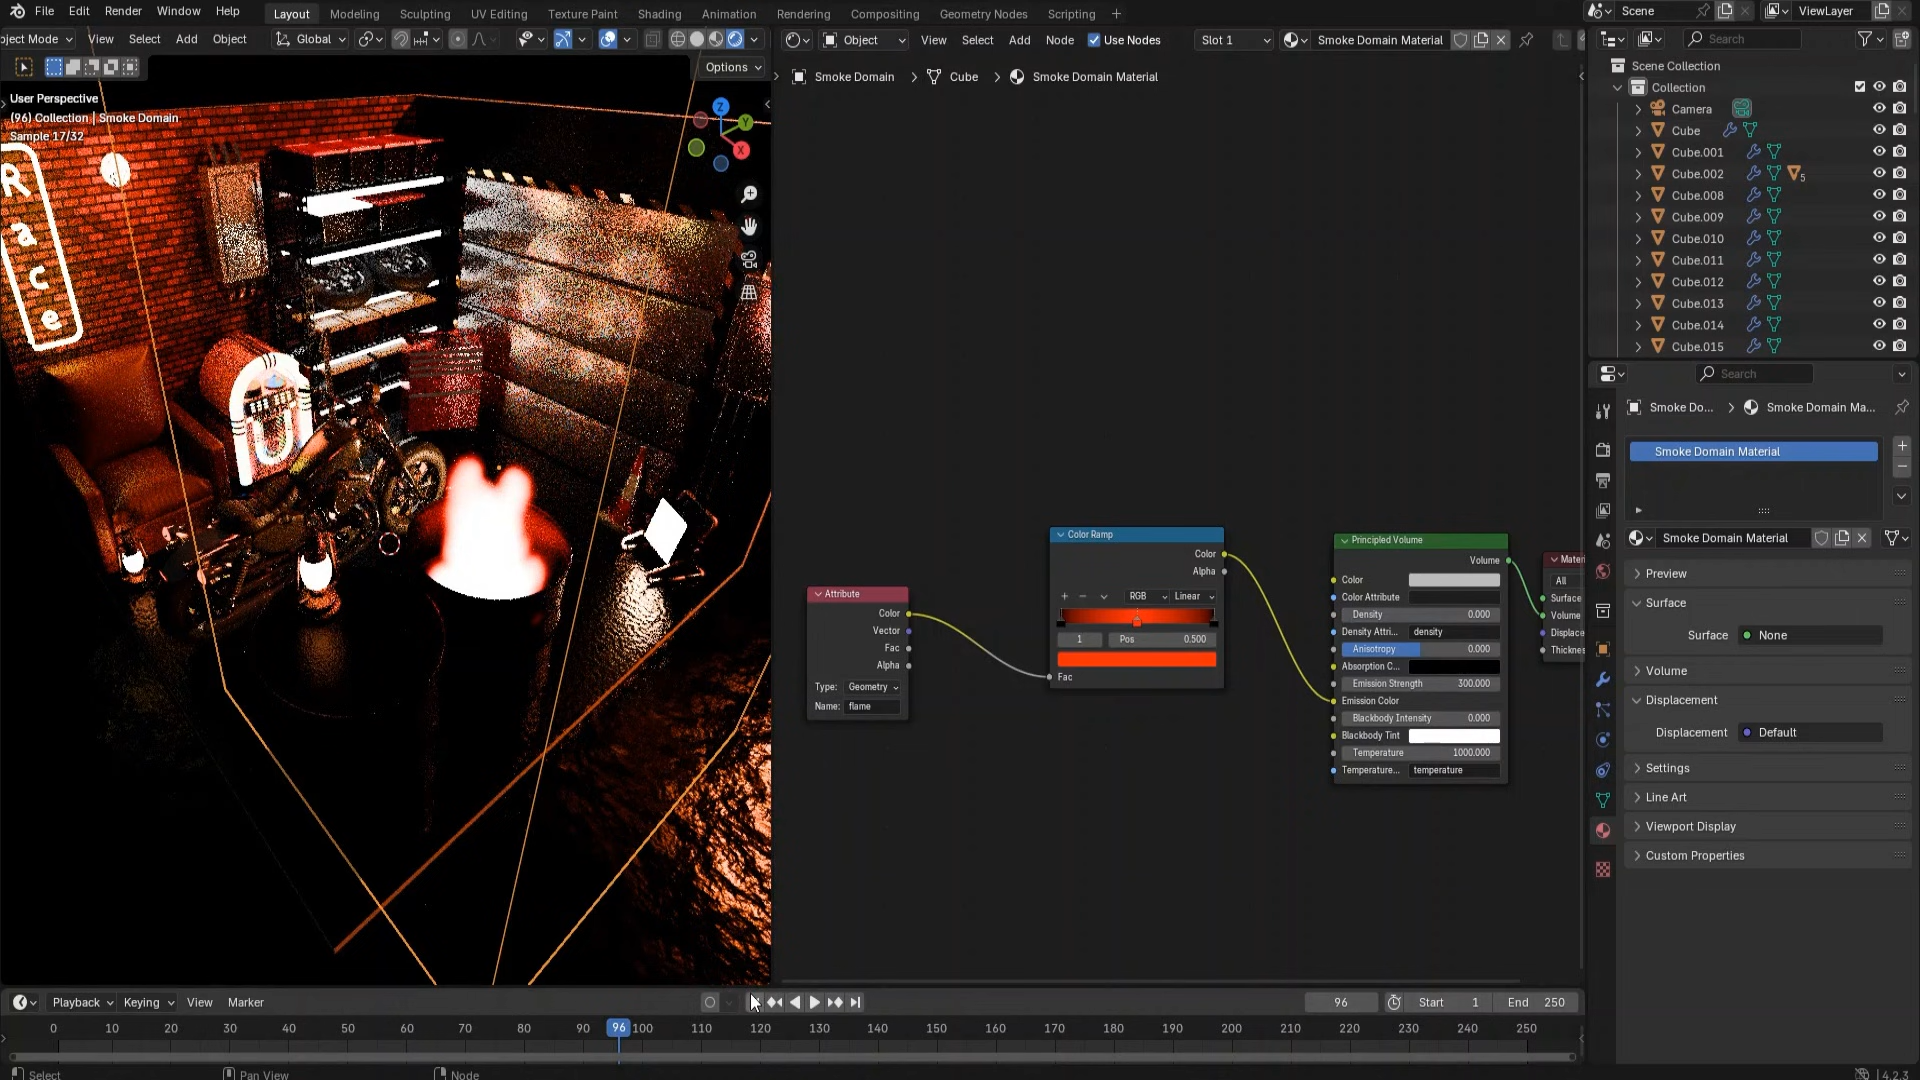 File Edit Render Window Help
Layout Modeling Sculpting UV Editing Texture Paint Shading Animation Rendering Compositing Geometry Nodes Scripting +
Scene
ViewLayer
ject Mode View Select Add Object Global
Object View Select Add Node Use Nodes Slot 1 Smoke Domain Material
Search
Options
Smoke Domain > Cube > Smoke Domain Material
User Perspective
(96) Collection | Smoke Domain
Sample 17/32
Z
Y
X
Race
Scene Collection
Collection
Camera
Cube
Cube.001
Cube.002
5
Cube.008
Cube.009
Cube.010
Cube.011
Cube.012
Cube.013
Cube.014
Cube.015
Attribute
Color
Vector
Fac
Alpha
Type: Geometry
Name: flame
Color Ramp
Color
Alpha
+ − RGB Linear
1 Pos 0.500
Fac
Principled Volume
Volume
Color
Color Attribute
Density 0.000
Density Attri... density
Anisotropy 0.000
Absorption C...
Emission Strength 300.000
Emission Color
Blackbody Intensity 0.000
Blackbody Tint
Temperature 1000.000
Temperature... temperature
Mater
All
Surface
Volume
Displace
Thicknes
Search
Smoke Do... > Smoke Domain Ma...
Smoke Domain Material
Smoke Domain Material
Preview
Surface
Surface None
Volume
Displacement
Displacement Default
Settings
Line Art
Viewport Display
Custom Properties
Playback Keying View Marker
96 Start 1 End 250
0 10 20 30 40 50 60 70 80 90 96 100 110 120 130 140 150 160 170 180 190 200 210 220 230 240 250
Select Pan View Node
4.2.3